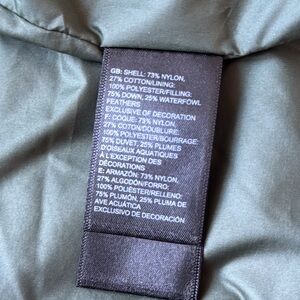 GB: SHELL: 73% NYLON,
27% COTTON/LINING:
100% POLYESTER/FILLING:
75% DOWN, 25% WATERFOWL
FEATHERS
EXCLUSIVE OF DECORATION
F: COQUE: 73% NYLON,
27% COTON/DOUBLURE:
100% POLYESTER/BOURRAGE:
75% DUVET, 25% PLUMES
D'OISEAUX AQUATIQUES
À L'EXCEPTION DES
DÉCORATIONS
E: ARMAZÓN: 73% NYLON,
27% ALGODÓN/FORRO:
100% POLIÉSTER/RELLENO:
75% PLUMÓN, 25% PLUMA DE
AVE ACUÁTICA
EXCLUSIVO DE DECORACIÓN